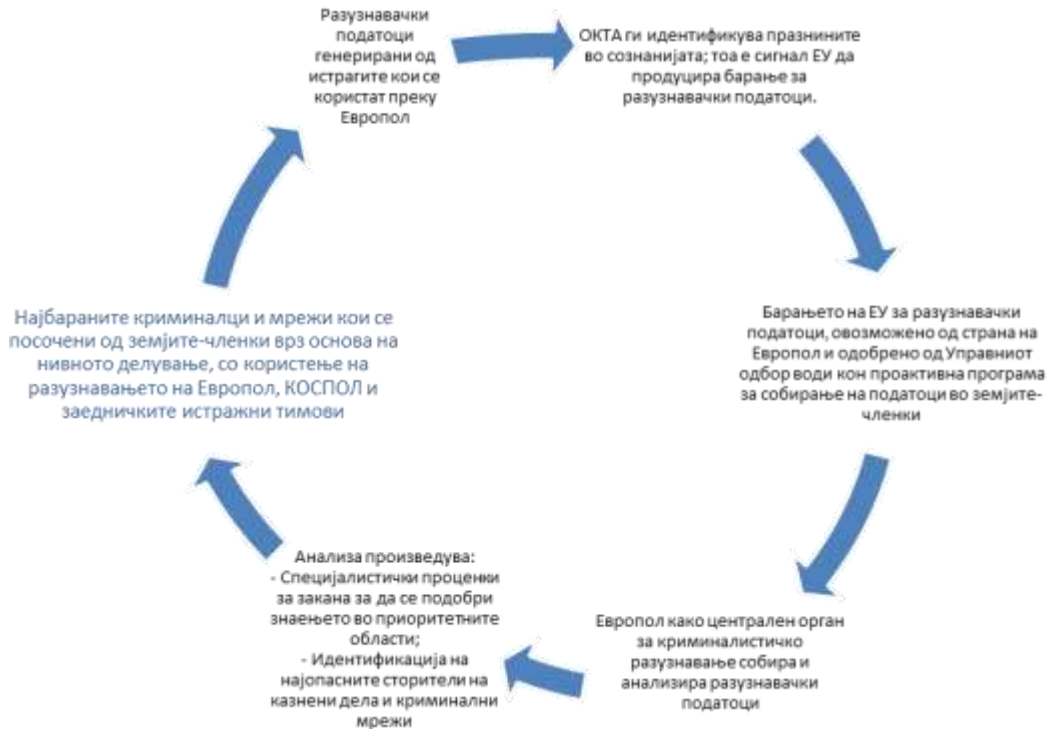 Разузнавачки
податоци
генерирани од
истрагите кои се
користат преку
Европол
ОКТА ги идентификува празнините
во сознанијата; тоа е сигнал ЕУ да
продуцира барање за
разузнавачки податоци.
Барањето на ЕУ за разузнавачки
податоци, овозможено од страна на
Европол и одобрено од Управниот
одбор води кон проактивна програма
за собирање на податоци во земјите-
членки
Европол како централен орган
за криминалистичко
разузнавање собира и
анализира разузнавачки
податоци
Анализа произведува:
- Специјалистички проценки
за закана за да се подобри
знаењето во приоритетните
области;
- Идентификација на
најопасните сторители на
казнени дела и криминални
мрежи
Најбараните криминалци и мрежи кои се
посочени од земјите-членки врз основа на
нивното делување, со користење на
разузнавањето на Европол, КОСПОЛ и
заедничките истражни тимови